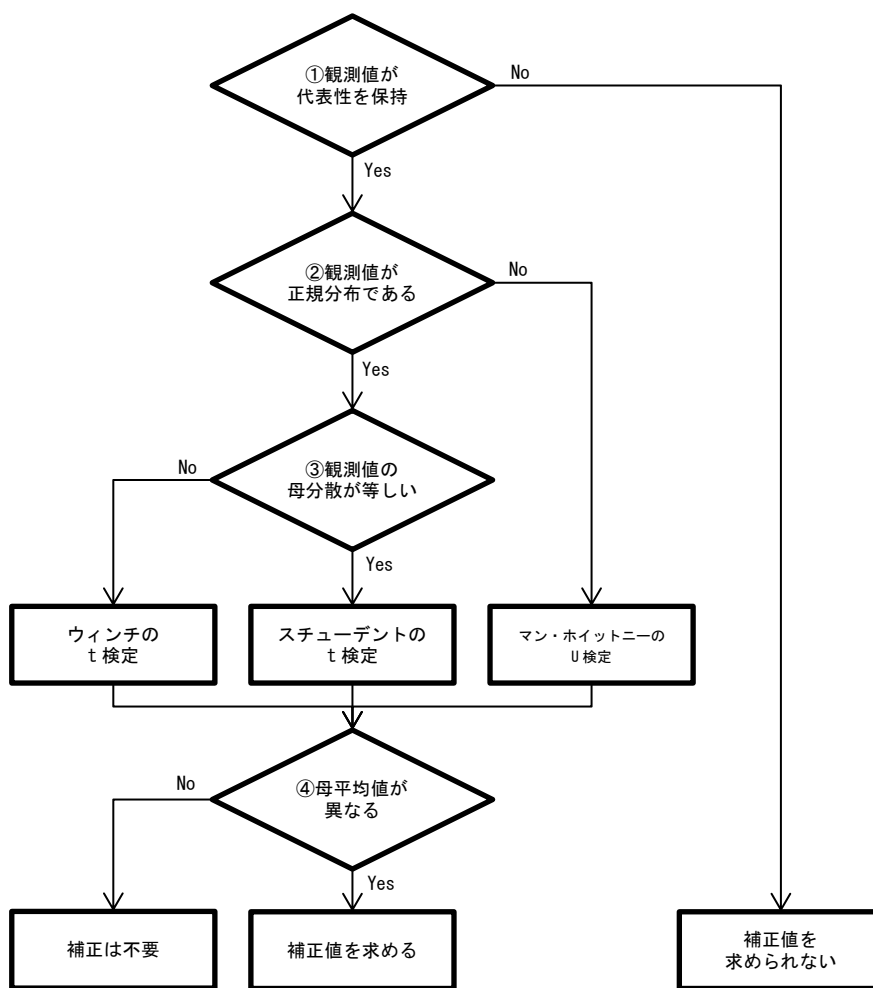 ①観測値が
代表性を保持
No
Yes
②観測値が
正規分布である
No
Yes
③観測値の
母分散が等しい
No
Yes
ウィンチの
t 検定
スチューデントの
t 検定
マン・ホイットニーの
U 検定
④母平均値が
異なる
No
Yes
補正は不要
補正値を求める
補正値を
求められない